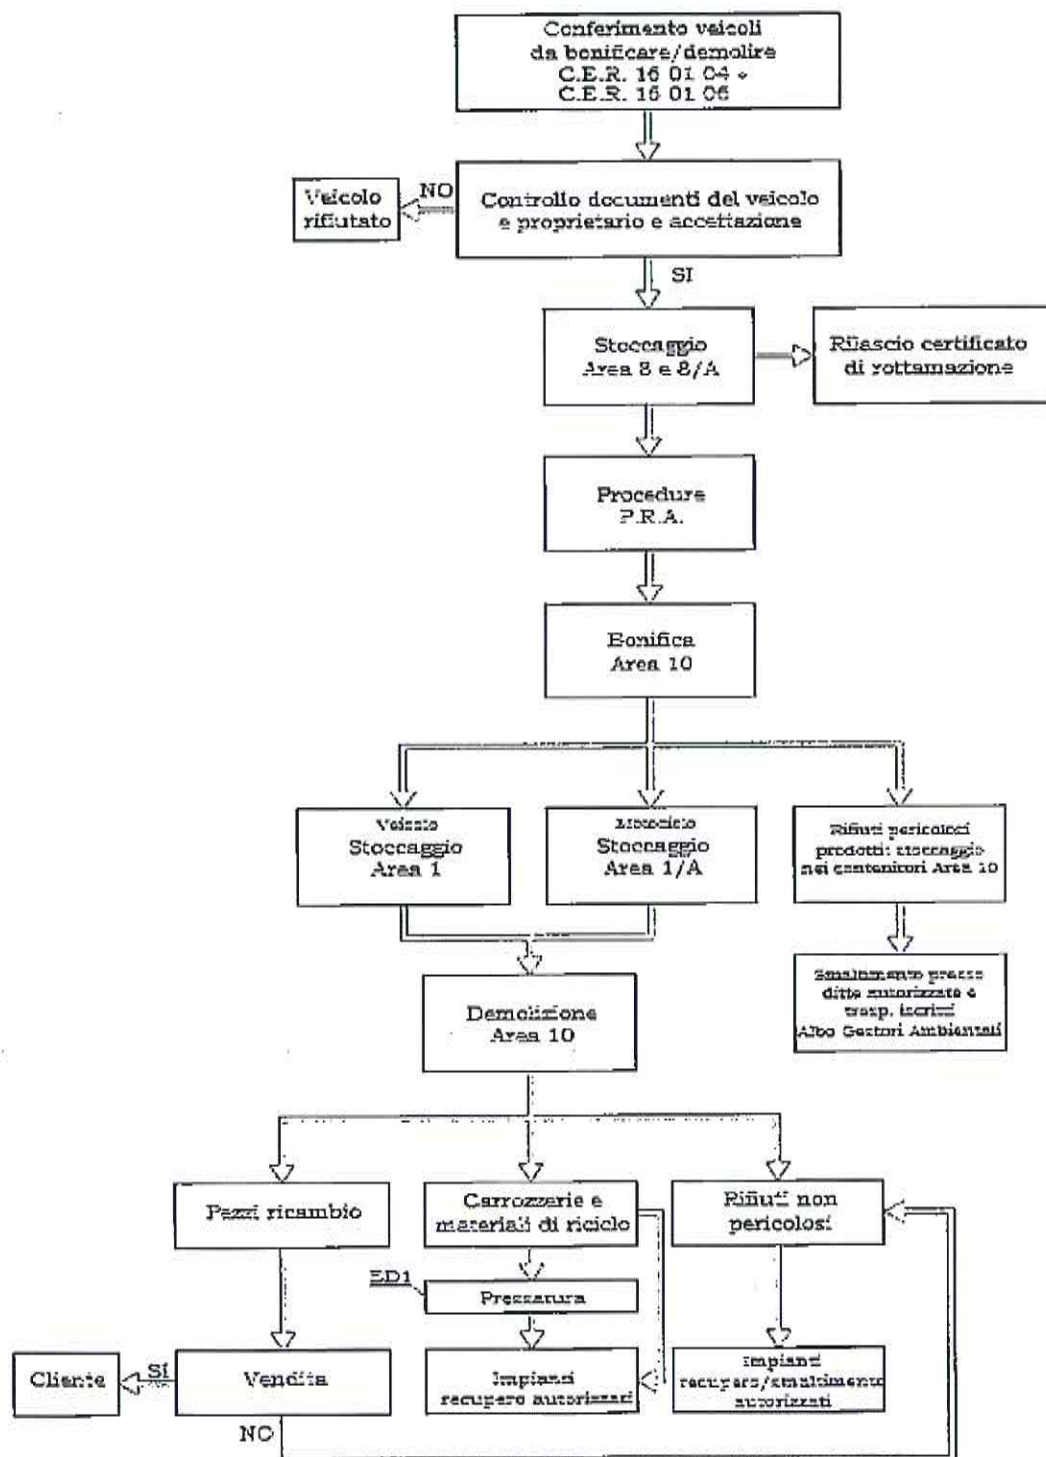 Conferimento veicoli
da bonificare/demolire
C.E.R. 16 01 04 e
C.E.R. 16 01 06
NO
Veicolo
rifiutato
Controllo documenti del veicolo
e proprietario e accettazione
SI
Stoccaggio
Area 8 e 8/A
Rilascio certificato
di rottamazione
Procedure
P.R.A.
Bonifica
Area 10
Veicolo
Stoccaggio
Area 1
Motociclo
Stoccaggio
Area 1/A
Rifiuti pericolosi
prodotti: stoccaggio
nei contenitori Area 10
Demolizione
Area 10
Smaltimento presso
ditte autorizzate e
trasp. iscritti
Albo Gestori Ambientali
Pezzi ricambio
Carrozzerie e
materiali di riciclo
Rifiuti non
pericolosi
ED1
Pressatura
Cliente
SI
Vendita
Impianti
recupero autorizzati
Impianti
recupero/smaltimento
autorizzati
NO